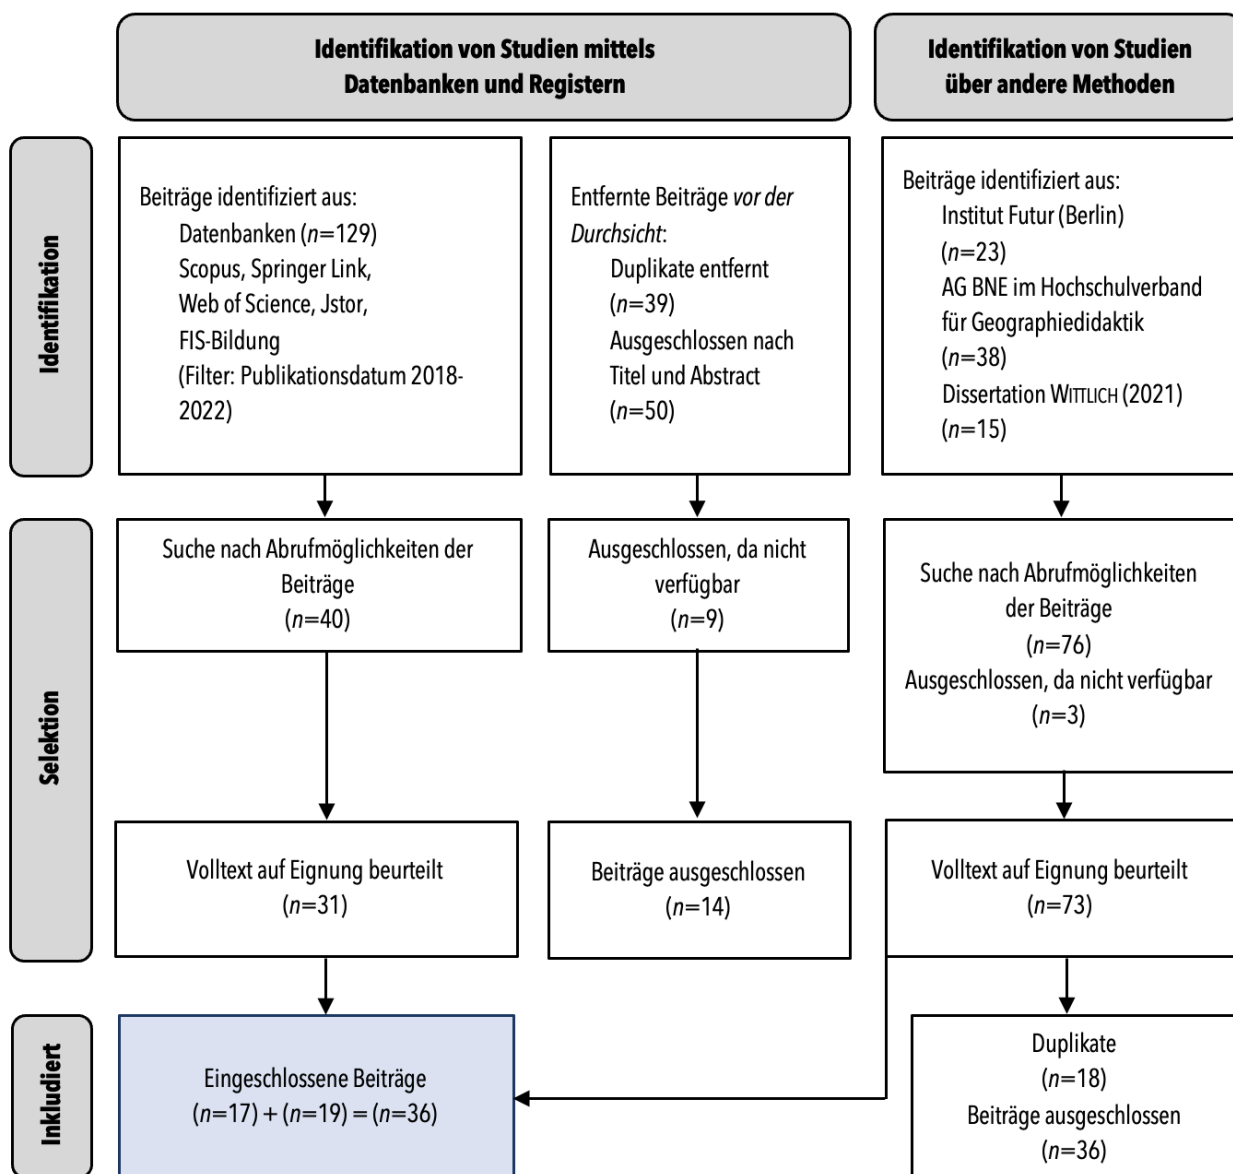 Identifikation von Studien mittels
Datenbanken und Registern
Identifikation von Studien
über andere Methoden
Identifikation
Beiträge identifiziert aus:
Datenbanken (n=129)
Scopus, Springer Link,
Web of Science, Jstor,
FIS-Bildung
(Filter: Publikationsdatum 2018-
2022)
Entfernte Beiträge vor der
Durchsicht:
Duplikate entfernt
(n=39)
Ausgeschlossen nach
Titel und Abstract
(n=50)
Beiträge identifiziert aus:
Institut Futur (Berlin)
(n=23)
AG BNE im Hochschulverband
für Geographiedidaktik
(n=38)
Dissertation WITTLICH (2021)
(n=15)
Selektion
Suche nach Abrufmöglichkeiten der
Beiträge
(n=40)
Ausgeschlossen, da nicht
verfügbar
(n=9)
Suche nach Abrufmöglichkeiten
der Beiträge
(n=76)
Ausgeschlossen, da nicht verfügbar
(n=3)
Volltext auf Eignung beurteilt
(n=31)
Beiträge ausgeschlossen
(n=14)
Volltext auf Eignung beurteilt
(n=73)
Inkludiert
Eingeschlossene Beiträge
(n=17) + (n=19) = (n=36)
Duplikate
(n=18)
Beiträge ausgeschlossen
(n=36)